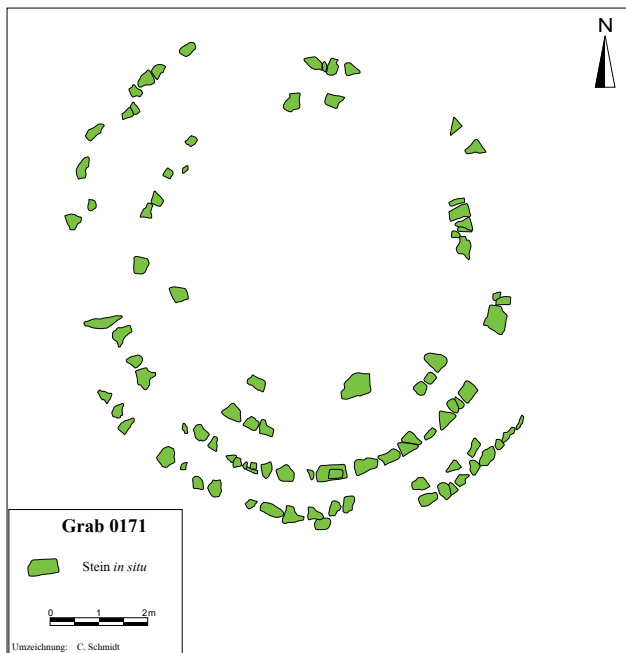 N
Grab 0171
Stein in situ
0 1 2m
Umzeichnung: C. Schmidt